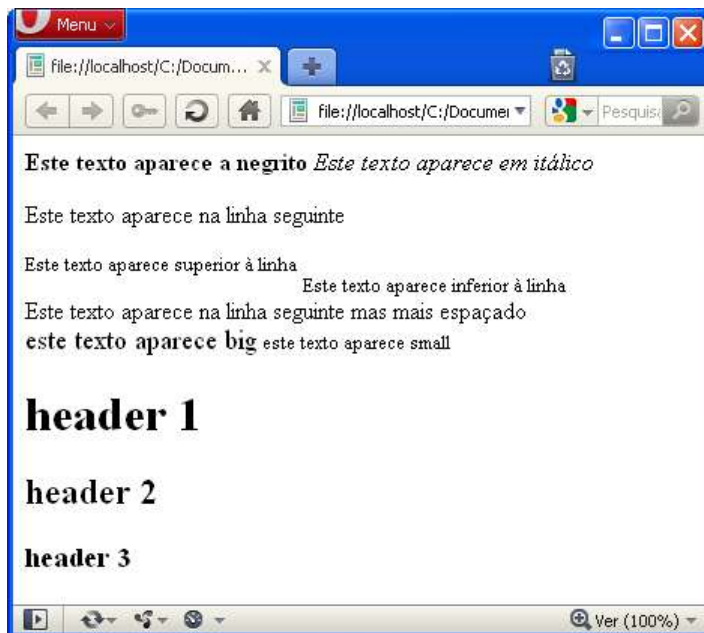 Menu
file://localhost/C:/Docum...
file://localhost/C:/Documei
Pesquis
Este texto aparece a negrito Este texto aparece em itálico
Este texto aparece na linha seguinte
Este texto aparece superior à linha
Este texto aparece inferior à linha
Este texto aparece na linha seguinte mas mais espaçado
este texto aparece big este texto aparece small
header 1
header 2
header 3
Ver (100%)